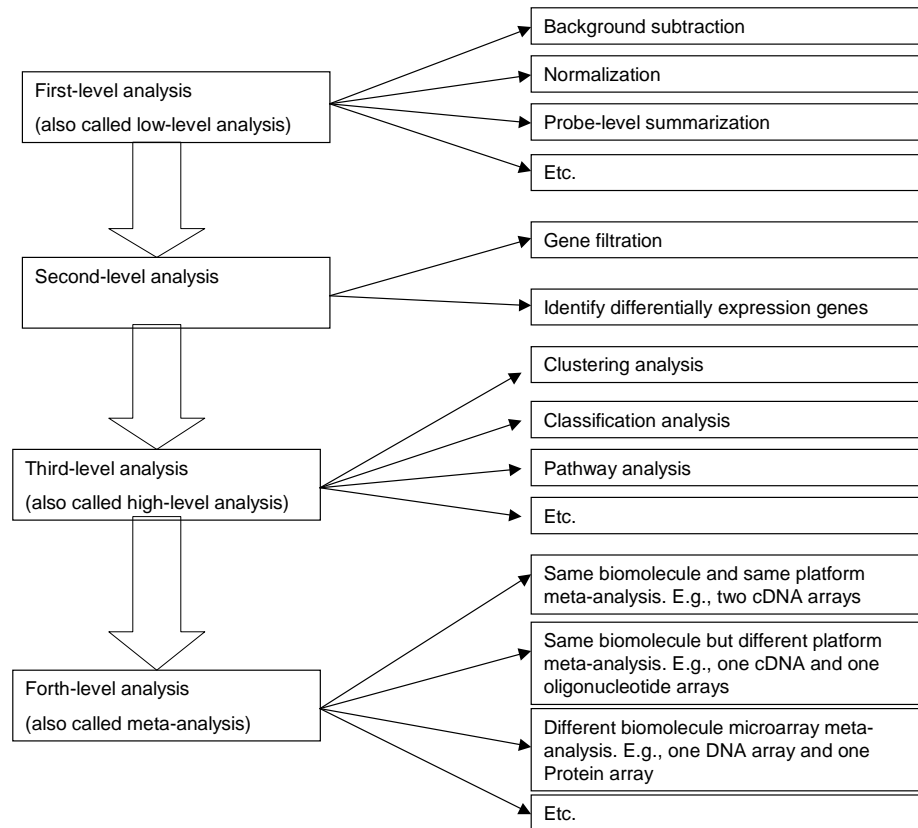 Background subtraction
First-level analysis
(also called low-level analysis)
Normalization
Probe-level summarization
Etc.
Second-level analysis
Gene filtration
Identify differentially expression genes
Third-level analysis
(also called high-level analysis)
Clustering analysis
Classification analysis
Pathway analysis
Etc.
Forth-level analysis
(also called meta-analysis)
Same biomolecule and same platform
meta-analysis. E.g., two cDNA arrays
Same biomolecule but different platform
meta-analysis. E.g., one cDNA and one
oligonucleotide arrays
Different biomolecule microarray meta-
analysis. E.g., one DNA array and one
Protein array
Etc.